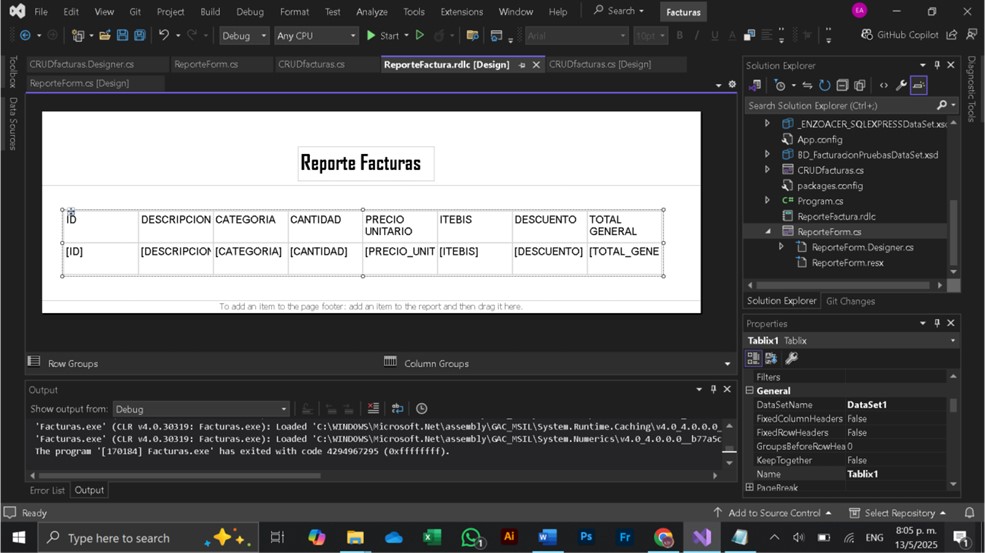 File Edit View Git Project Build Debug Format Test Analyze Tools Extensions Window Help Search Facturas EA
Debug Any CPU Start Arial 10pt GitHub Copilot
CRUDfacturas.Designer.cs ReporteForm.cs CRUDfacturas.cs ReporteFactura.rdlc [Design] CRUDfacturas.cs [Design]
ReporteForm.cs [Design]
Toolbox
Data Sources
Reporte Facturas
ID DESCRIPCION CATEGORIA CANTIDAD PRECIO UNITARIO ITEBIS DESCUENTO TOTAL GENERAL
[ID] [DESCRIPCION [CATEGORIA] [CANTIDAD] [PRECIO_UNIT [ITEBIS] [DESCUENTO] [TOTAL_GENE
To add an item to the page footer: add an item to the report and then drag it here.
Row Groups Column Groups
Output
Show output from: Debug
'Facturas.exe' (CLR v4.0.30319: Facturas.exe): Loaded 'C:\WINDOWS\Microsoft.Net\assembly\GAC_MSIL\System.Runtime.Caching\v4.0_4.0.0.0_
'Facturas.exe' (CLR v4.0.30319: Facturas.exe): Loaded 'C:\WINDOWS\Microsoft.Net\assembly\GAC_MSIL\System.Numerics\v4.0_4.0.0.0__b77a5c
The program '[170184] Facturas.exe' has exited with code 4294967295 (0xffffffff).
Error List Output
Solution Explorer
Search Solution Explorer (Ctrl+;)
_ENZOACER_SQLEXPRESSDataSet.xs
App.config
BD_FacturacionPruebasDataSet.xsd
CRUDfacturas.cs
packages.config
Program.cs
ReporteFactura.rdlc
ReporteForm.cs
ReporteForm.Designer.cs
ReporteForm.resx
Solution Explorer Git Changes
Properties
Tablix1 Tablix
Filters
General
DataSetName DataSet1
FixedColumnHeaders False
FixedRowHeaders False
GroupsBeforeRowHea 0
KeepTogether False
Name Tablix1
PageBreak
Diagnostic Tools
Ready Add to Source Control Select Repository
Type here to search
1
Ai
Ps
Fr
ENG
8:05 p. m.
13/5/2025
1